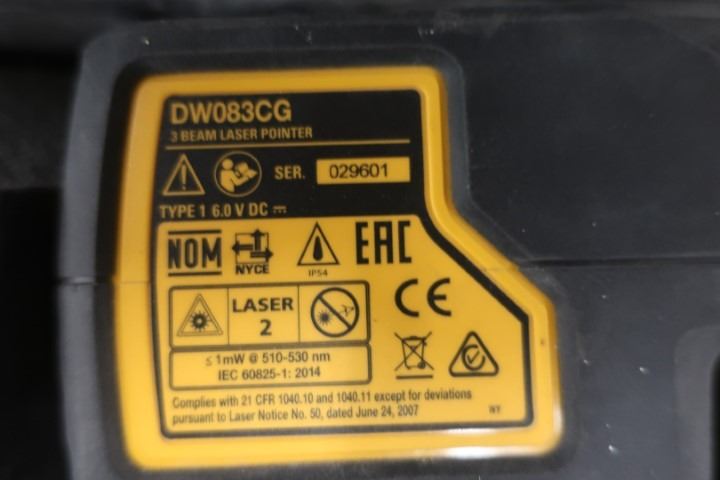 DW083CG
3 BEAM LASER POINTER
SER. 029601
TYPE 1 6.0 V DC
NOM
NYCE
IP54
EAC
CE
LASER
2
≤ 1mW @ 510-530 nm
IEC 60825-1: 2014
Complies with 21 CFR 1040.10 and 1040.11 except for deviations
pursuant to Laser Notice No. 50, dated June 24, 2007